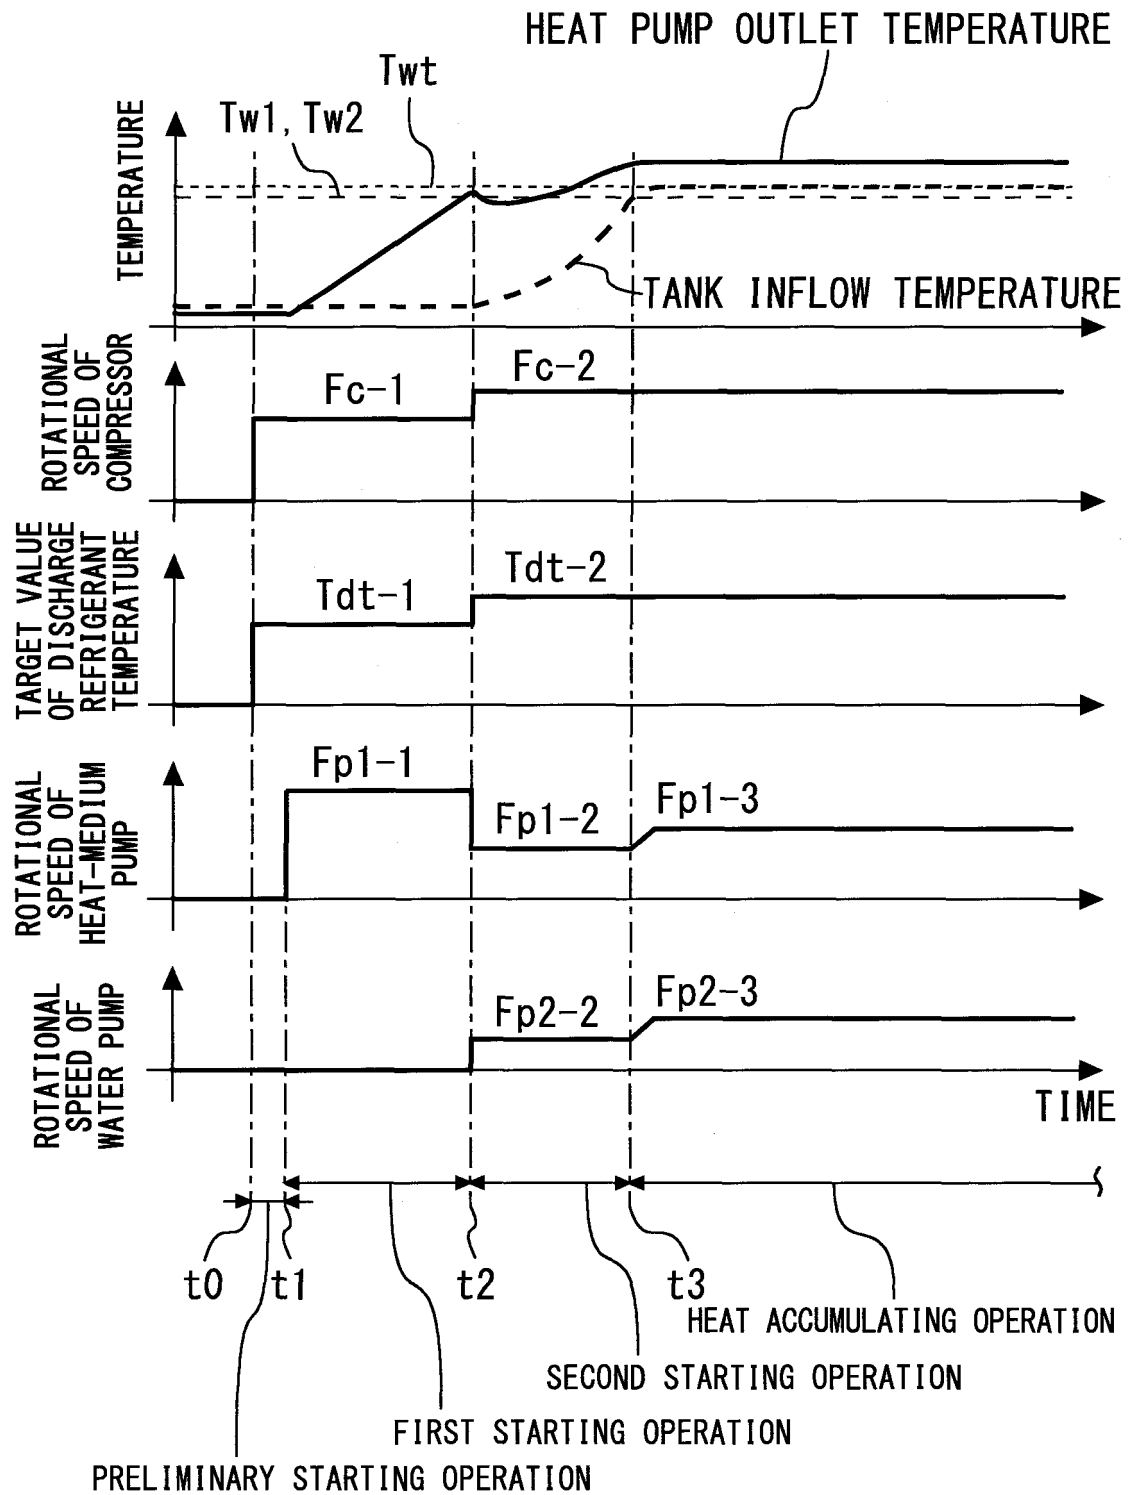 HEAT PUMP OUTLET TEMPERATURE
Twt
Tw1, Tw2
TEMPERATURE
TANK INFLOW TEMPERATURE
ROTATIONAL
SPEED OF
COMPRESSOR
Fc-1
Fc-2
TARGET VALUE
OF DISCHARGE
REFRIGERANT
TEMPERATURE
Tdt-1
Tdt-2
ROTATIONAL
SPEED OF
HEAT-MEDIUM
PUMP
Fp1-1
Fp1-2
Fp1-3
ROTATIONAL
SPEED OF
WATER PUMP
Fp2-2
Fp2-3
TIME
t0
t1
t2
t3
HEAT ACCUMULATING OPERATION
SECOND STARTING OPERATION
FIRST STARTING OPERATION
PRELIMINARY STARTING OPERATION